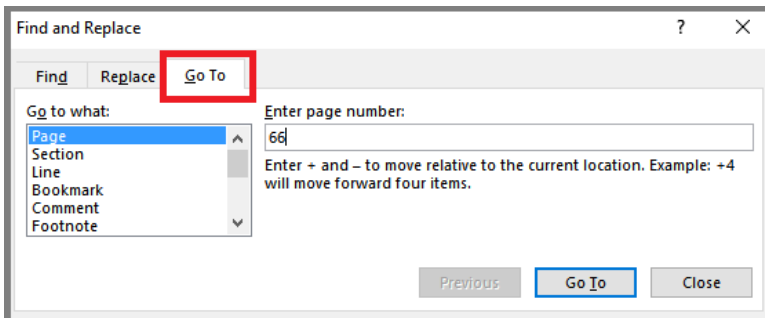 Find and Replace ?
Find Replace Go To
Go to what:
Page
Section
Line
Bookmark
Comment
Footnote
Enter page number:
66
Enter + and – to move relative to the current location. Example: +4
will move forward four items.
Previous Go To Close